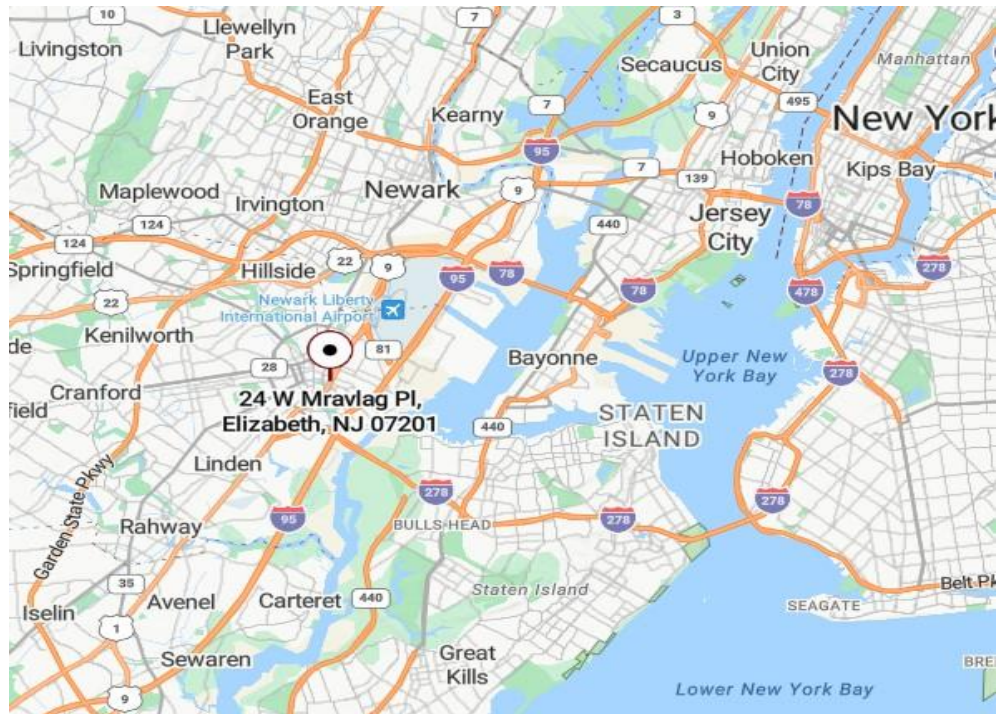 10
Llewellyn
Park
7
3
Livingston
Secaucus
Union
City
Manhattan
East
Orange
Kearny
7
9
495
New York
95
Hoboken
Kips Bay
Maplewood
Newark
9
7
139
78
Irvington
Jersey
City
124
440
124
Springfield
Hillside
22
9
95
78
278
22
Newark Liberty
International Airport
78
478
Kenilworth
de
81
Bayonne
Upper New
York Bay
28
278
Cranford
24 W Mravlag Pl,
Elizabeth, NJ 07201
field
STATEN
ISLAND
440
Linden
Garden State Pkwy
278
278
95
278
Rahway
BULLS HEAD
35
Staten Island
Belt Pk
Iselin
Avenel
Carteret
440
SEAGATE
1
Sewaren
Great
Kills
BRE
9
Lower New York Bay